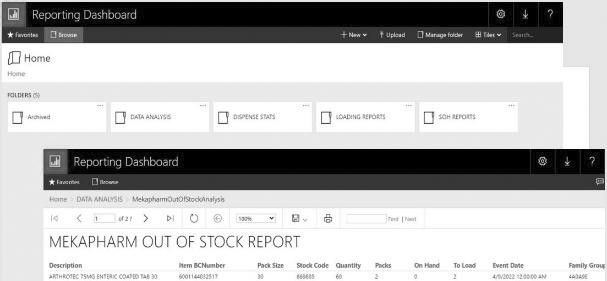 Reporting Dashboard
?
★ Favorites Browse + New Upload Manage folder Tiles Search...
Home
Home
FOLDERS (5)
Archived ... DATA ANALYSIS ... DISPENSE STATS ... LOADING REPORTS ... SOH REPORTS ...
Reporting Dashboard
?
★ Favorites Browse
Home > DATA ANALYSIS > MekapharmOutOfStockAnalysis
1 of 2 ? 100% Find | Next
MEKAPHARM OUT OF STOCK REPORT
Description Item BCNumber Pack Size Stock Code Quantity Packs On Hand To Load Event Date Family Group
ARTHROTEC 75MG ENTERIC COATED TAB 30 6001144032517 30 60 2 0 2 4/9/2022 12:00:00 AM 4A0A9E